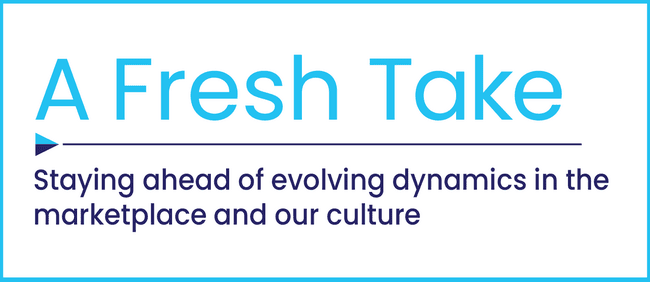 A Fresh Take
Staying ahead of evolving dynamics in the
marketplace and our culture